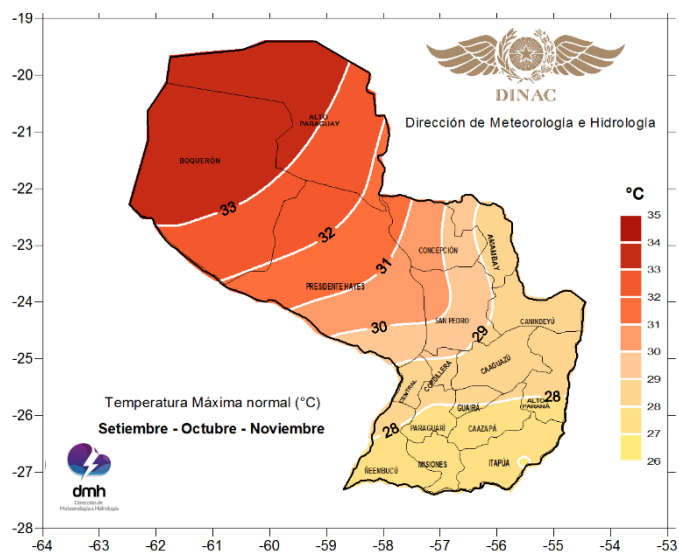 -19
-20
-21
-22
-23
-24
-25
-26
-27
-28
-64
-63
-62
-61
-60
-59
-58
-57
-56
-55
-54
-53
DINAC
Dirección de Meteorología e Hidrología
°C
35
34
33
32
31
30
29
28
27
26
ALTO
PARAGUAY
BOQUERÓN
33
32
31
30
29
28
28
PRESIDENTE HAYES
CONCEPCIÓN
AMAMBAY
SAN PEDRO
CANINDEYÚ
CORDILLERA
CENTRAL
CAAGUAZÚ
GUAIRÁ
ALTO
PARANÁ
PARAGUARÍ
CAAZAPÁ
ÑEEMBUCÚ
MISIONES
ITAPÚA
Temperatura Máxima normal (°C)
Setiembre - Octubre - Noviembre
dmh
Dirección de
Meteorología e Hidrología